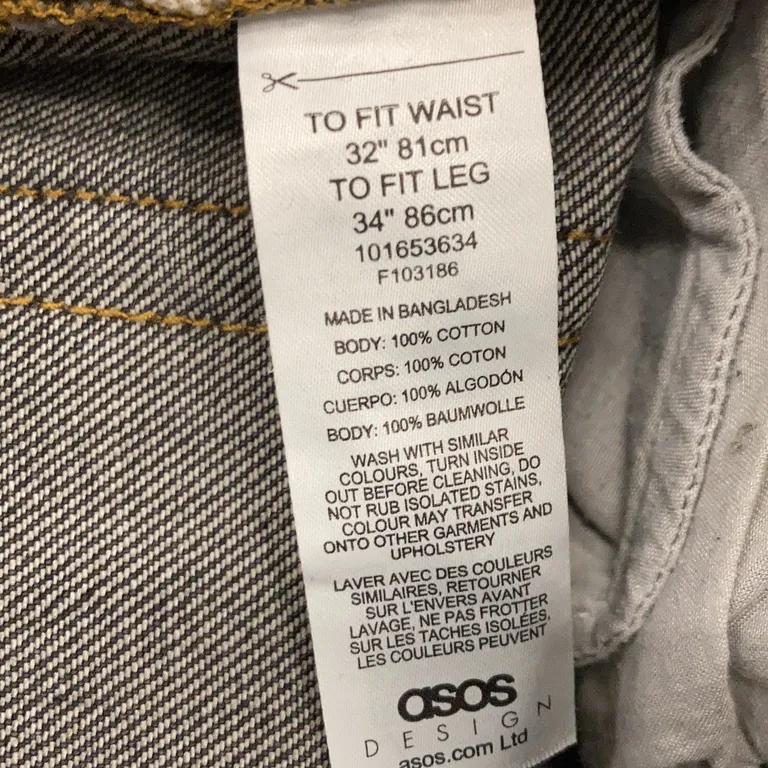 TO FIT WAIST
32" 81cm
TO FIT LEG
34" 86cm
101653634
F103186
MADE IN BANGLADESH
BODY: 100% COTTON
CORPS: 100% COTON
CUERPO: 100% ALGODÓN
BODY: 100% BAUMWOLLE
WASH WITH SIMILAR
COLOURS, TURN INSIDE
OUT BEFORE CLEANING, DO
NOT RUB ISOLATED STAINS,
COLOUR MAY TRANSFER
ONTO OTHER GARMENTS AND
UPHOLSTERY
LAVER AVEC DES COULEURS
SIMILAIRES, RETOURNER
SUR L'ENVERS AVANT
LAVAGE, NE PAS FROTTER
SUR LES TACHES ISOLÉES,
LES COULEURS PEUVENT
asos
DESIGN
asos.com Ltd